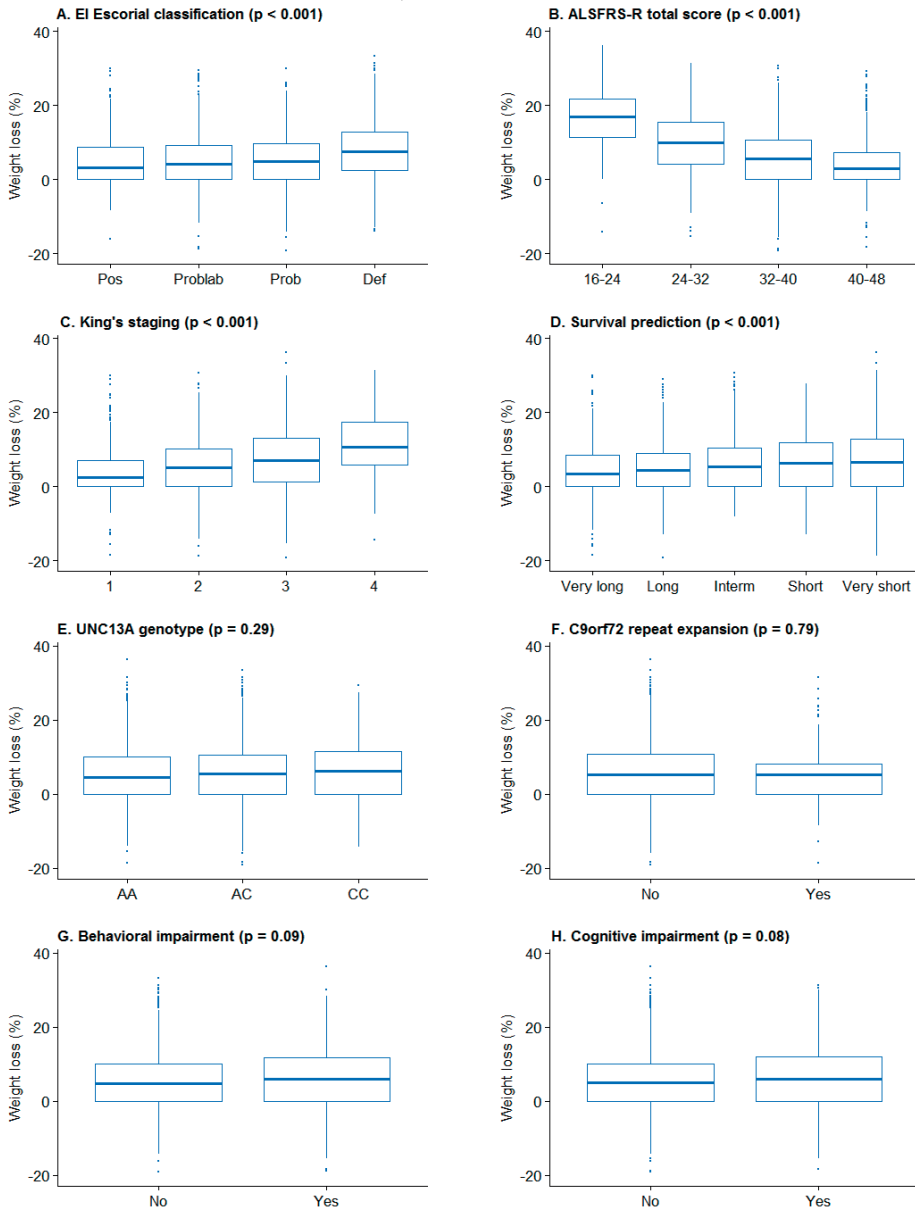 A. El Escorial classification (p < 0.001)
Weight loss (%)
40
20
0
-20
Pos Problab Prob Def
B. ALSFRS-R total score (p < 0.001)
Weight loss (%)
40
20
0
-20
16-24 24-32 32-40 40-48
C. King's staging (p < 0.001)
Weight loss (%)
40
20
0
-20
1 2 3 4
D. Survival prediction (p < 0.001)
Weight loss (%)
40
20
0
-20
Very long Long Interm Short Very short
E. UNC13A genotype (p = 0.29)
Weight loss (%)
40
20
0
-20
AA AC CC
F. C9orf72 repeat expansion (p = 0.79)
Weight loss (%)
40
20
0
-20
No Yes
G. Behavioral impairment (p = 0.09)
Weight loss (%)
40
20
0
-20
No Yes
H. Cognitive impairment (p = 0.08)
Weight loss (%)
40
20
0
-20
No Yes